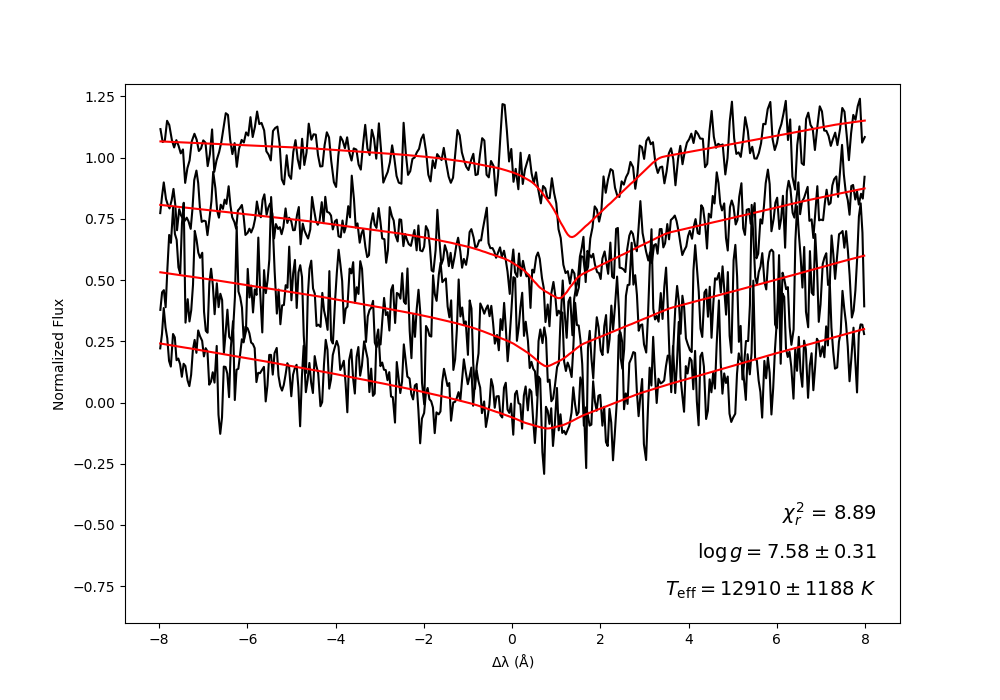 1.25
1.00
0.75
0.50
0.25
0.00
−0.25
−0.50
−0.75
Normalized Flux
χ²ᵣ = 8.89
log g = 7.58 ± 0.31
T_eff = 12910 ± 1188 K
−8 −6 −4 −2 0 2 4 6 8
Δλ (Å)